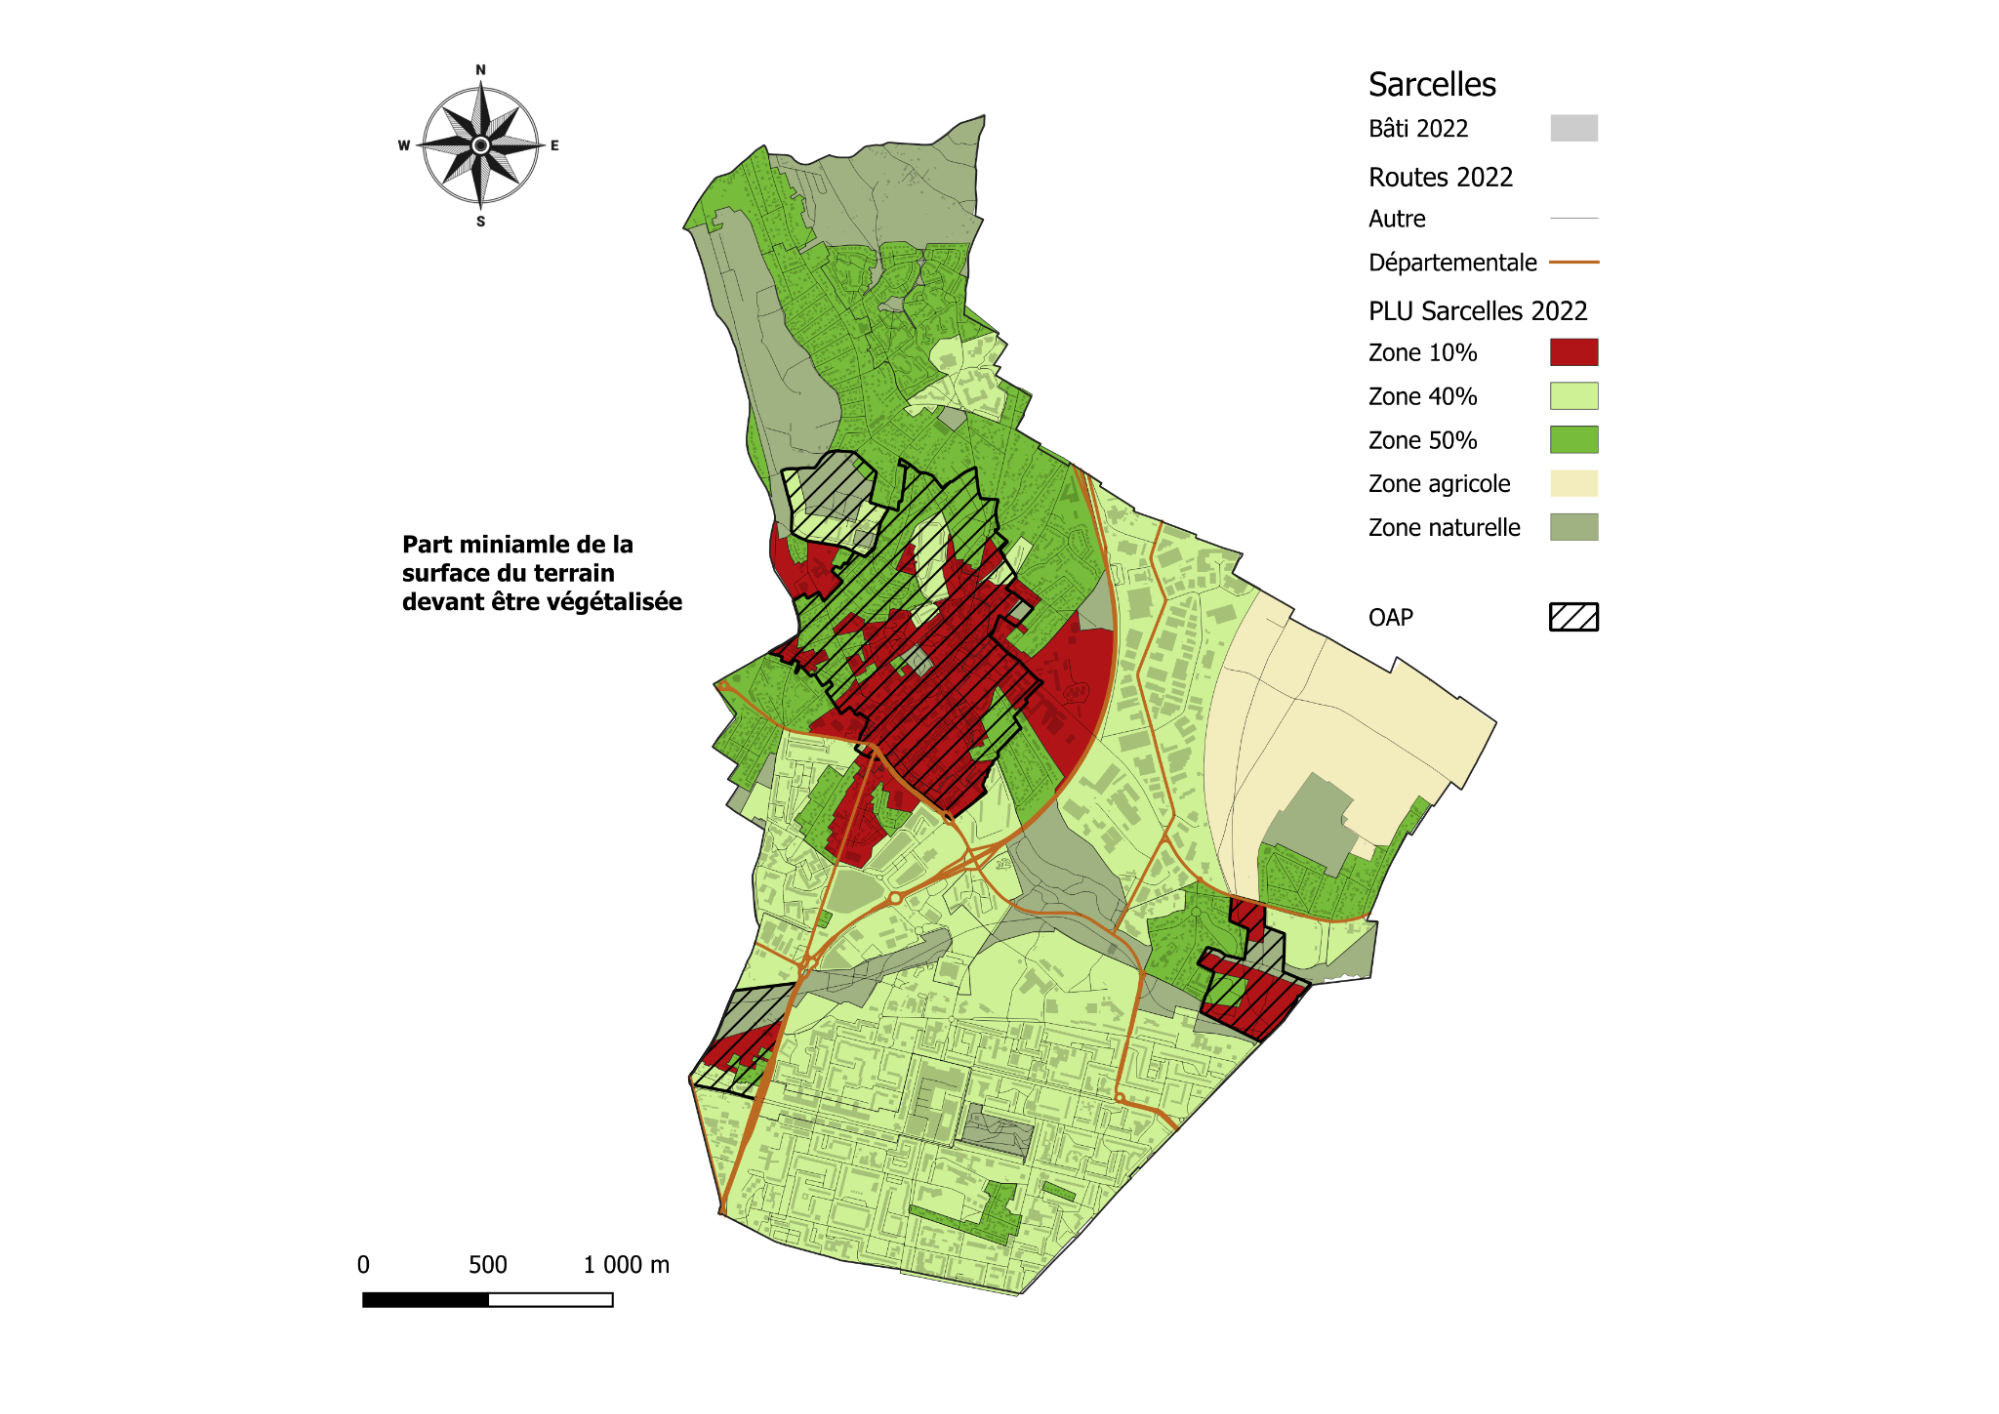 N
W
E
S
Sarcelles
Bâti 2022
Routes 2022
Autre
Départementale
PLU Sarcelles 2022
Zone 10%
Zone 40%
Zone 50%
Zone agricole
Zone naturelle
OAP
Part miniamle de la
surface du terrain
devant être végétalisée
0 500 1 000 m